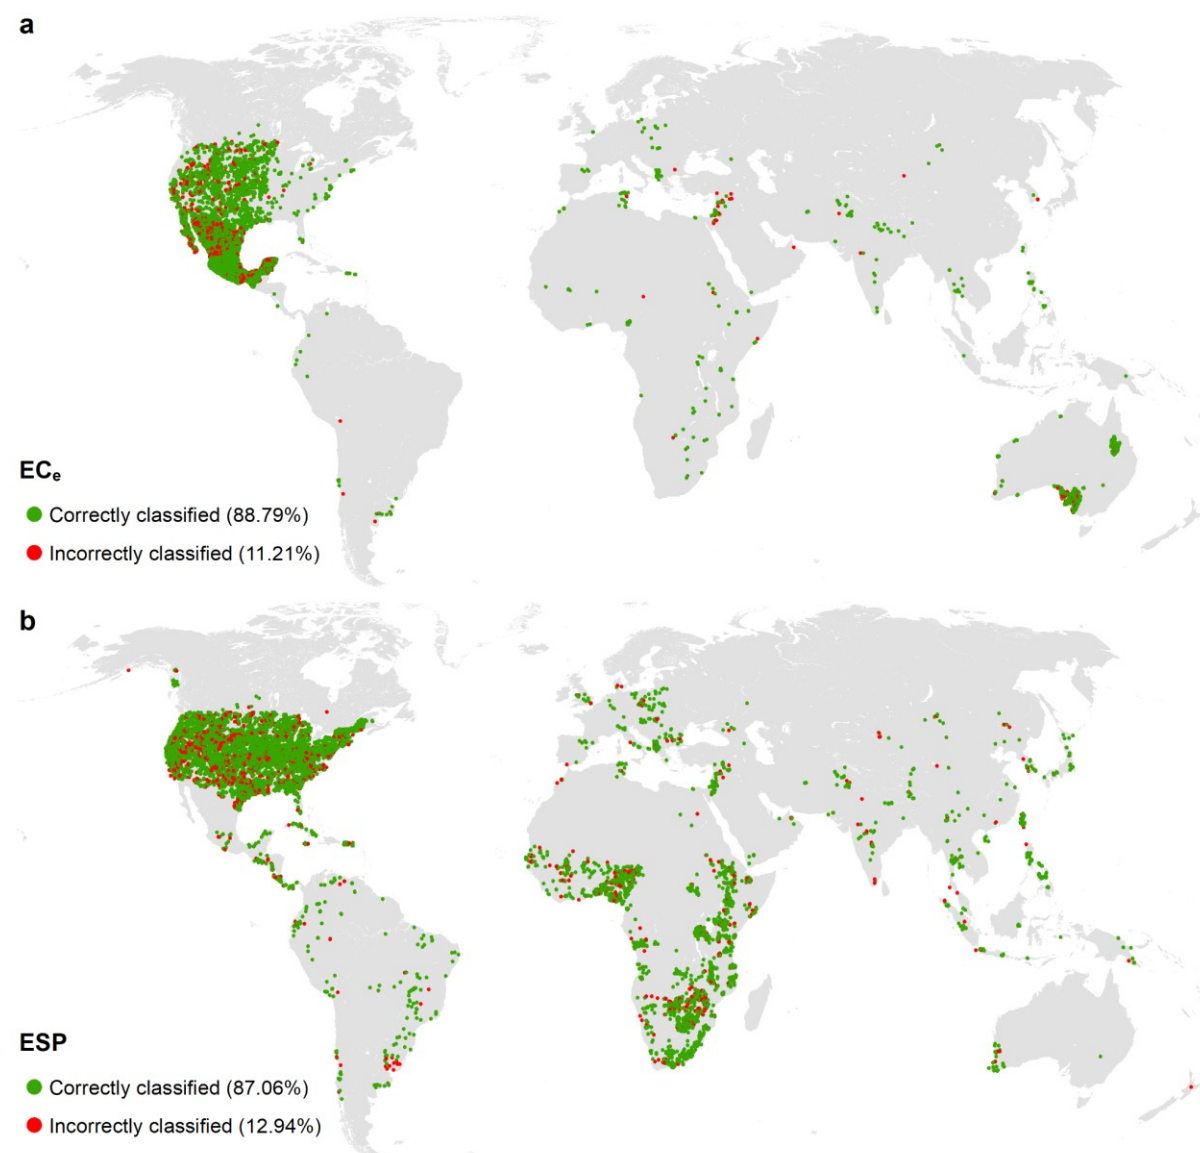 a
ECₑ
Correctly classified (88.79%)
Incorrectly classified (11.21%)
b
ESP
Correctly classified (87.06%)
Incorrectly classified (12.94%)